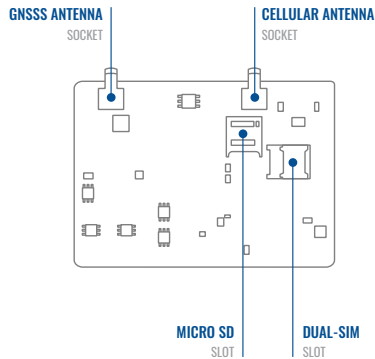 GNSSS ANTENNA
SOCKET
CELLULAR ANTENNA
SOCKET
MICRO SD
SLOT
DUAL-SIM
SLOT